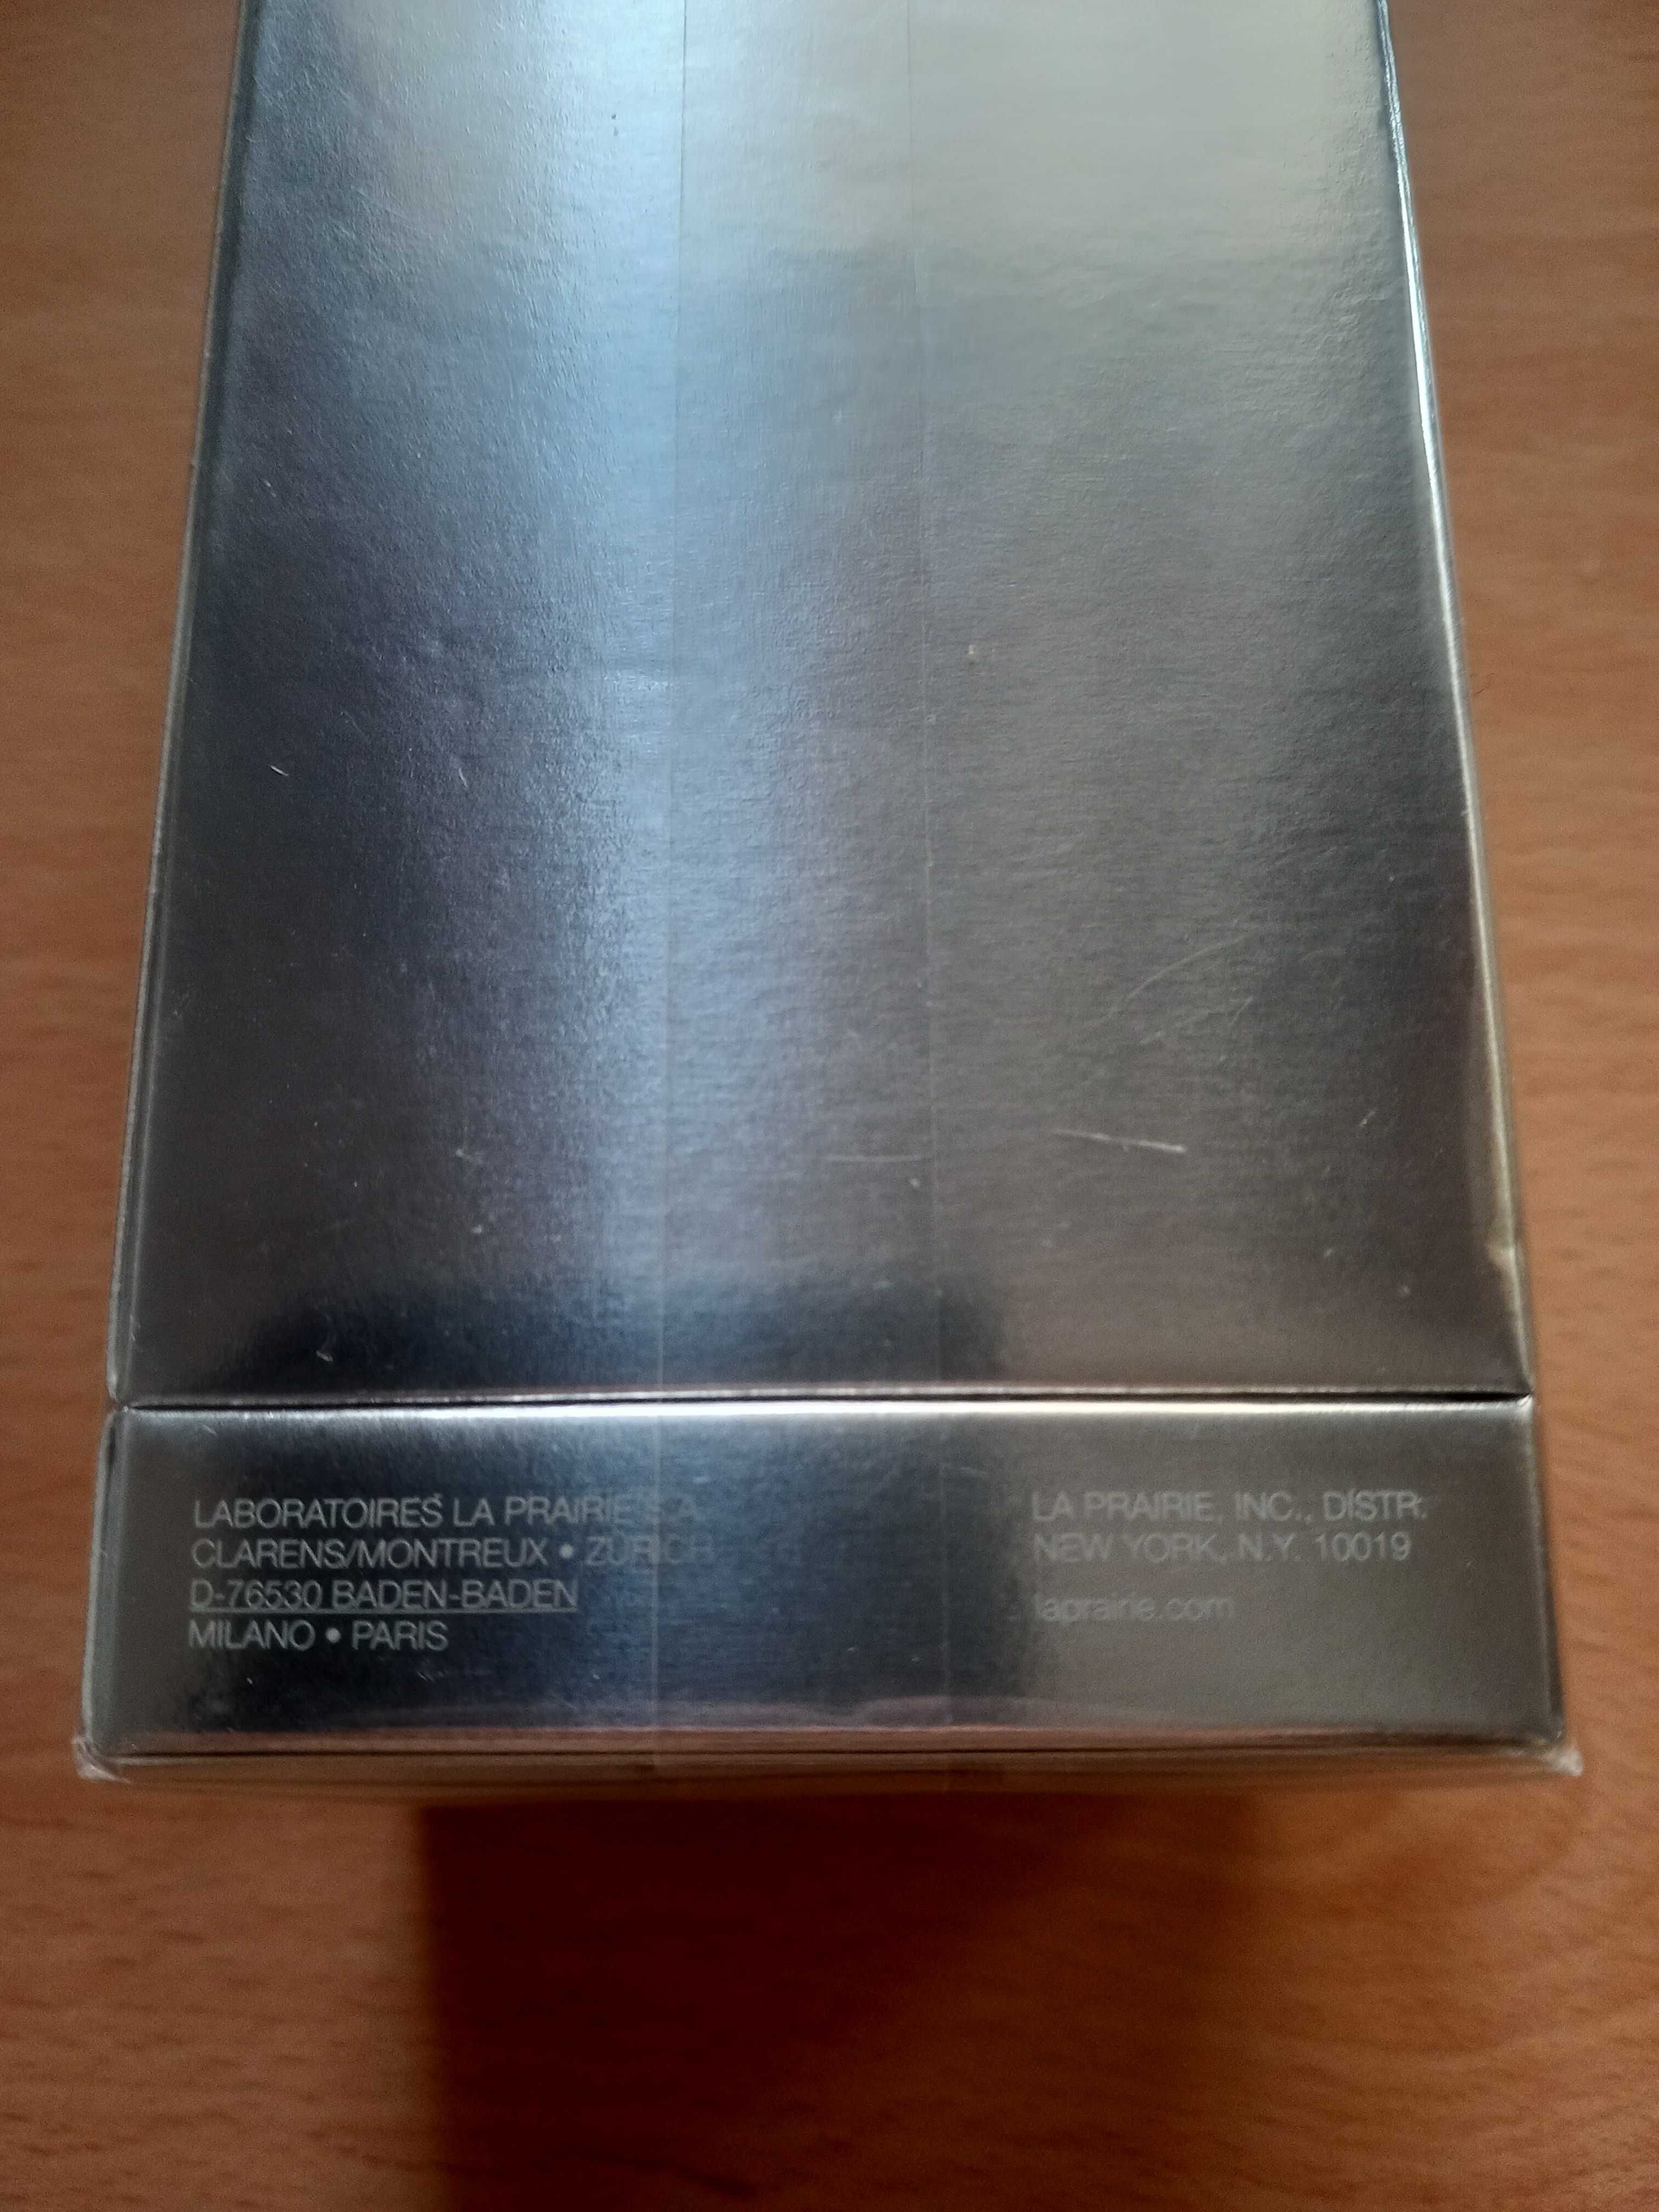 LABORATOIRES LA PRAIRIE S.A.
CLARENS/MONTREUX • ZURICH
D-76530 BADEN-BADEN
MILANO • PARIS
LA PRAIRIE, INC., DISTR.
NEW YORK, N.Y. 10019
laprairie.com